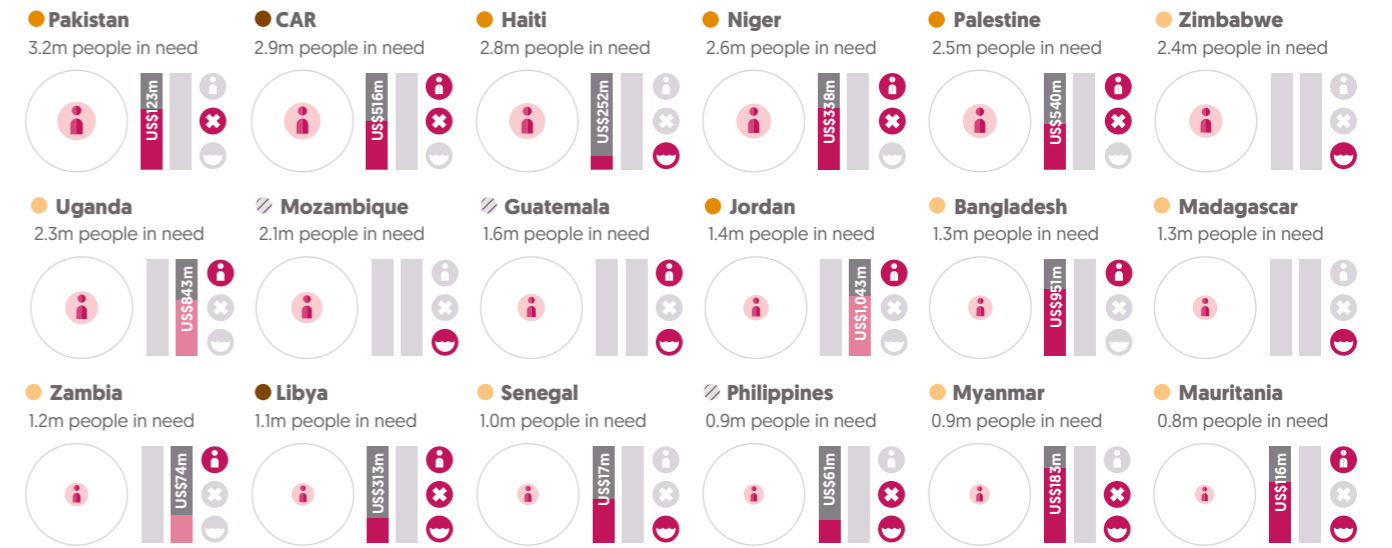 Pakistan
3.2m people in need
US$123m
CAR
2.9m people in need
US$516m
Haiti
2.8m people in need
US$252m
Niger
2.6m people in need
US$338m
Palestine
2.5m people in need
US$540m
Zimbabwe
2.4m people in need
Uganda
2.3m people in need
US$843m
Mozambique
2.1m people in need
Guatemala
1.6m people in need
Jordan
1.4m people in need
US$1,043m
Bangladesh
1.3m people in need
US$951m
Madagascar
1.3m people in need
Zambia
1.2m people in need
US$74m
Libya
1.1m people in need
US$313m
Senegal
1.0m people in need
US$17m
Philippines
0.9m people in need
US$61m
Myanmar
0.9m people in need
US$183m
Mauritania
0.8m people in need
US$116m